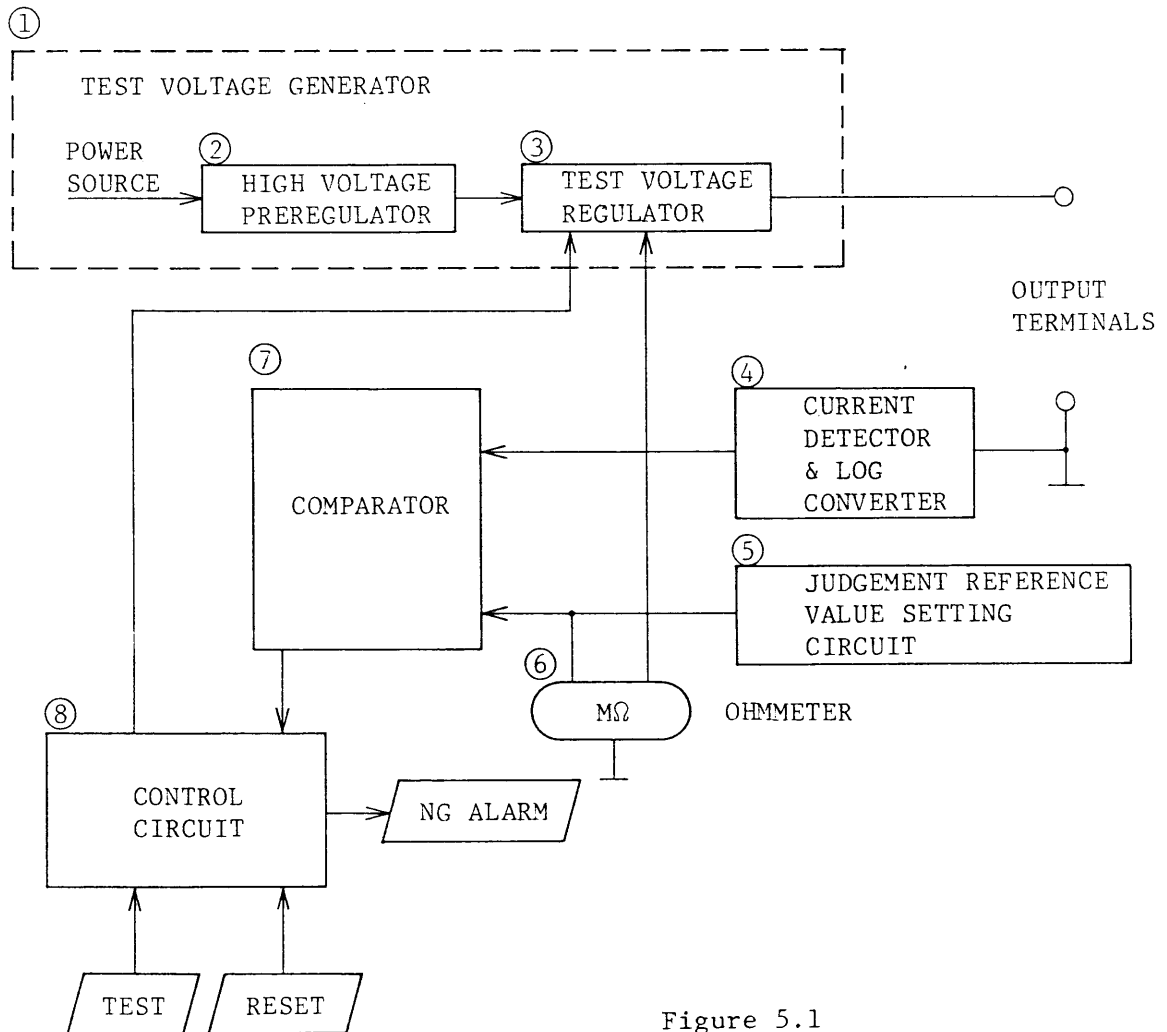 ①
TEST VOLTAGE GENERATOR
POWER
SOURCE
②
HIGH VOLTAGE
PREREGULATOR
③
TEST VOLTAGE
REGULATOR
OUTPUT
TERMINALS
⑦
COMPARATOR
④
CURRENT
DETECTOR
& LOG
CONVERTER
⑤
JUDGEMENT REFERENCE
VALUE SETTING
CIRCUIT
⑥
MΩ
OHMMETER
⑧
CONTROL
CIRCUIT
NG ALARM
TEST
RESET
Figure 5.1